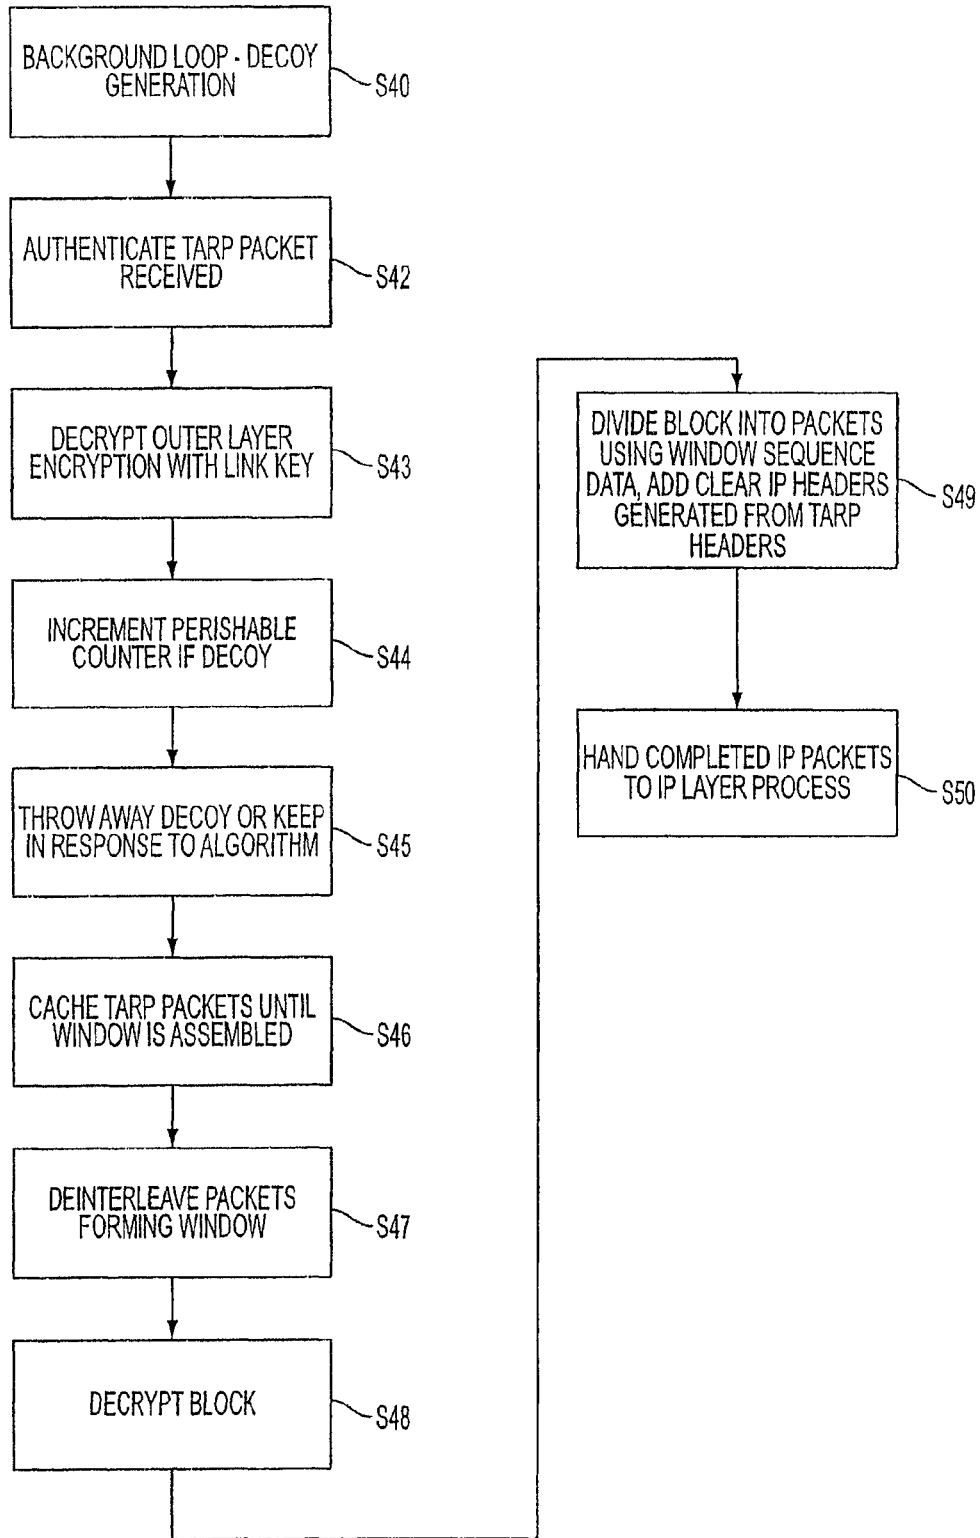 BACKGROUND LOOP - DECOY
GENERATION
S40
AUTHENTICATE TARP PACKET
RECEIVED
S42
DECRYPT OUTER LAYER
ENCRYPTION WITH LINK KEY
S43
INCREMENT PERISHABLE
COUNTER IF DECOY
S44
THROW AWAY DECOY OR KEEP
IN RESPONSE TO ALGORITHM
S45
CACHE TARP PACKETS UNTIL
WINDOW IS ASSEMBLED
S46
DEINTERLEAVE PACKETS
FORMING WINDOW
S47
DECRYPT BLOCK
S48
DIVIDE BLOCK INTO PACKETS
USING WINDOW SEQUENCE
DATA, ADD CLEAR IP HEADERS
GENERATED FROM TARP
HEADERS
S49
HAND COMPLETED IP PACKETS
TO IP LAYER PROCESS
S50